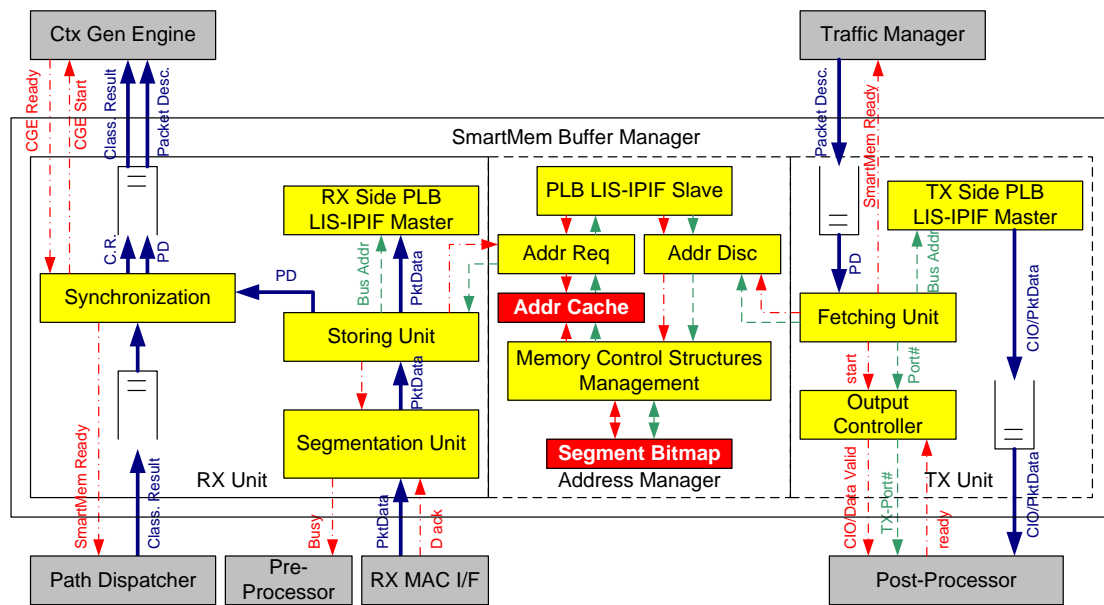 Ctx Gen Engine
Traffic Manager
CGE Ready
CGE Start
Class. Result
Packet Desc.
Packet Desc.
SmartMem Ready
SmartMem Buffer Manager
RX Side PLB
LIS-IPIF Master
PLB LIS-IPIF Slave
TX Side PLB
LIS-IPIF Master
C.R.
PD
Bus Addr
PktData
Addr Req
Addr Disc
PD
Bus Addr
PD
Synchronization
Addr Cache
Storing Unit
Fetching Unit
CIO/PktData
Memory Control Structures
Management
start
Port#
PktData
Segmentation Unit
Output
Controller
Segment Bitmap
SmartMem Ready
Class. Result
RX Unit
Address Manager
TX Unit
Busy
PktData
D ack
CIO/Data Valid
TX-Port#
ready
CIO/PktData
Path Dispatcher
Pre-
Processor
RX MAC I/F
Post-Processor